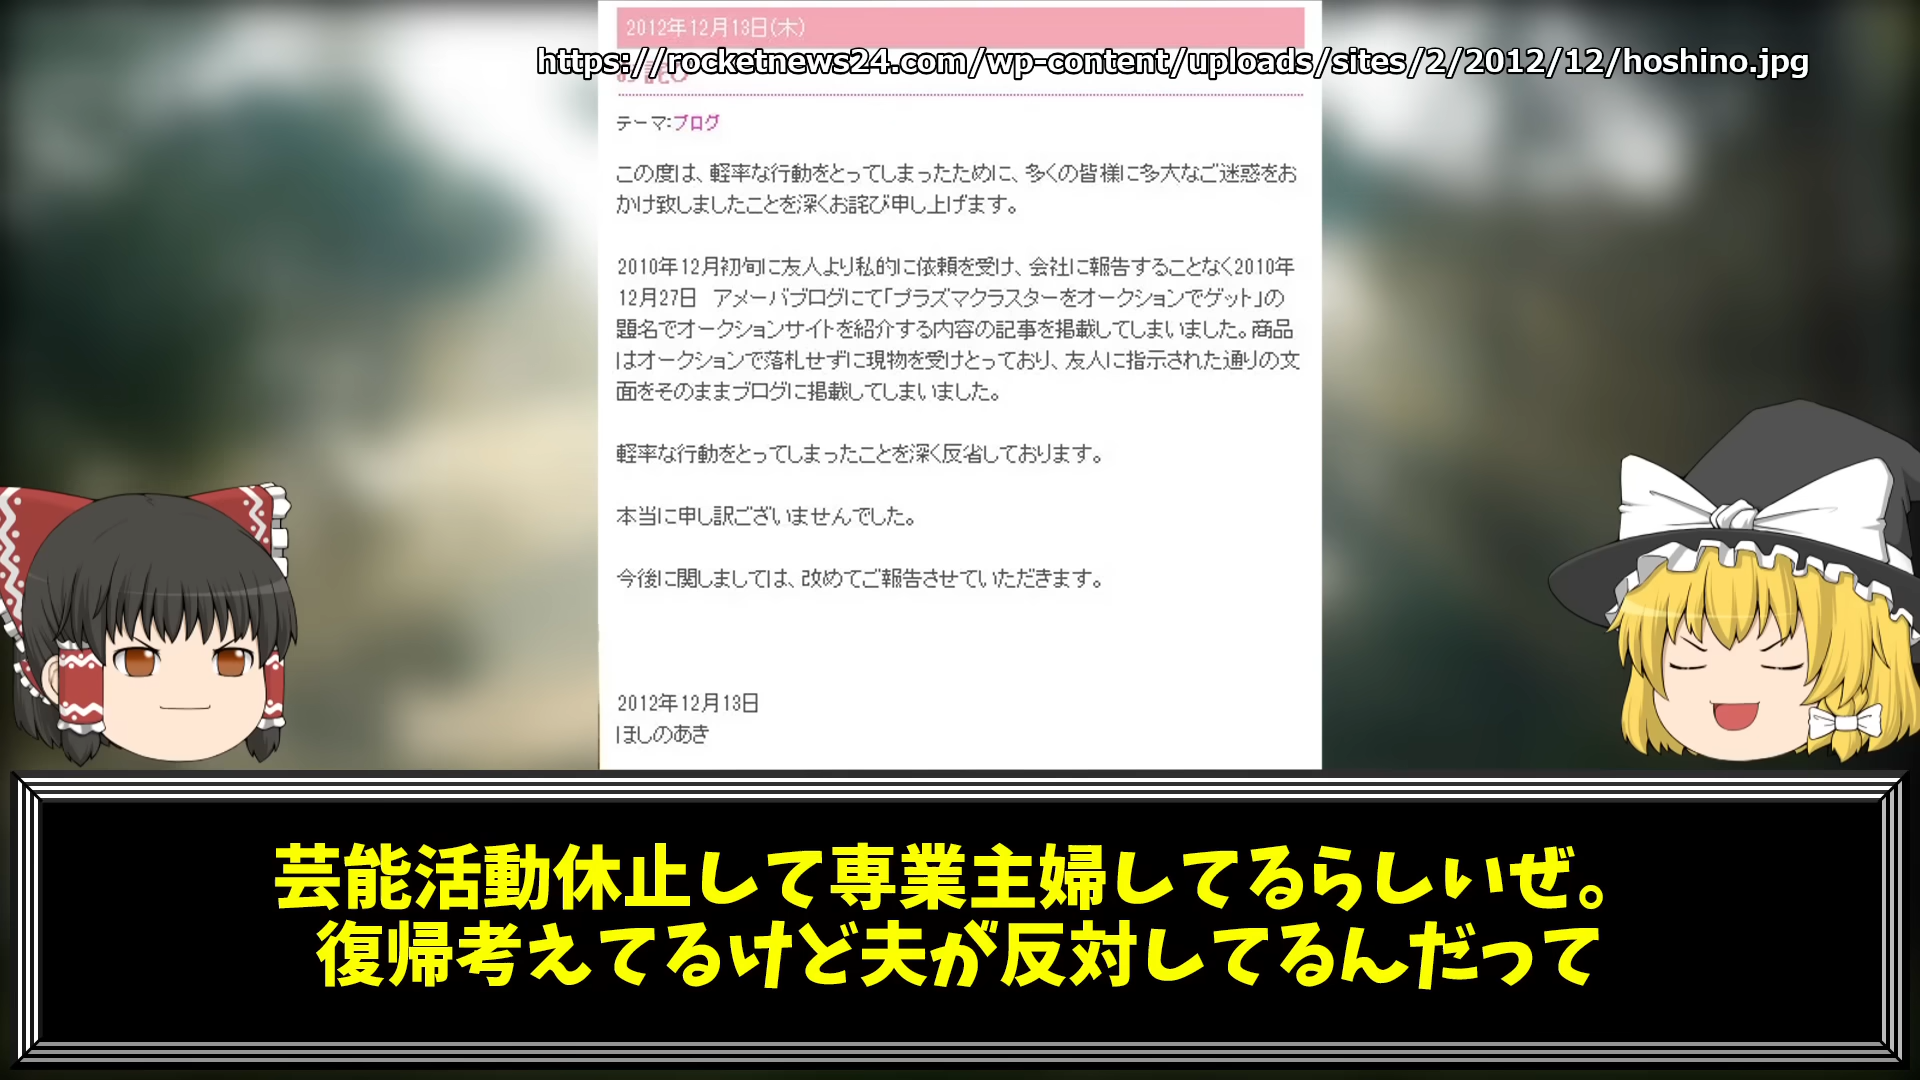 2012年12月13日(木)
https://rocketnews24.com/wp-content/uploads/sites/2/2012/12/hoshino.jpg
テーマ:ブログ
この度は、軽率な行動をとってしまったために、多くの皆様に多大なご迷惑をお
かけ致しましたことを深くお詫び申し上げます。
2010年12月初旬に友人より私的に依頼を受け、会社に報告することなく2010年
12月27日　アメーバブログにて「プラズマクラスターをオークションでゲット」の
題名でオークションサイトを紹介する内容の記事を掲載してしまいました。商品
はオークションで落札せずに現物を受けとっており、友人に指示された通りの文
面をそのままブログに掲載してしまいました。
軽率な行動をとってしまったことを深く反省しております。
本当に申し訳ございませんでした。
今後に関しましては、改めてご報告させていただきます。
2012年12月13日
ほしのあき
芸能活動休止して専業主婦してるらしいぜ。
復帰考えてるけど夫が反対してるんだって